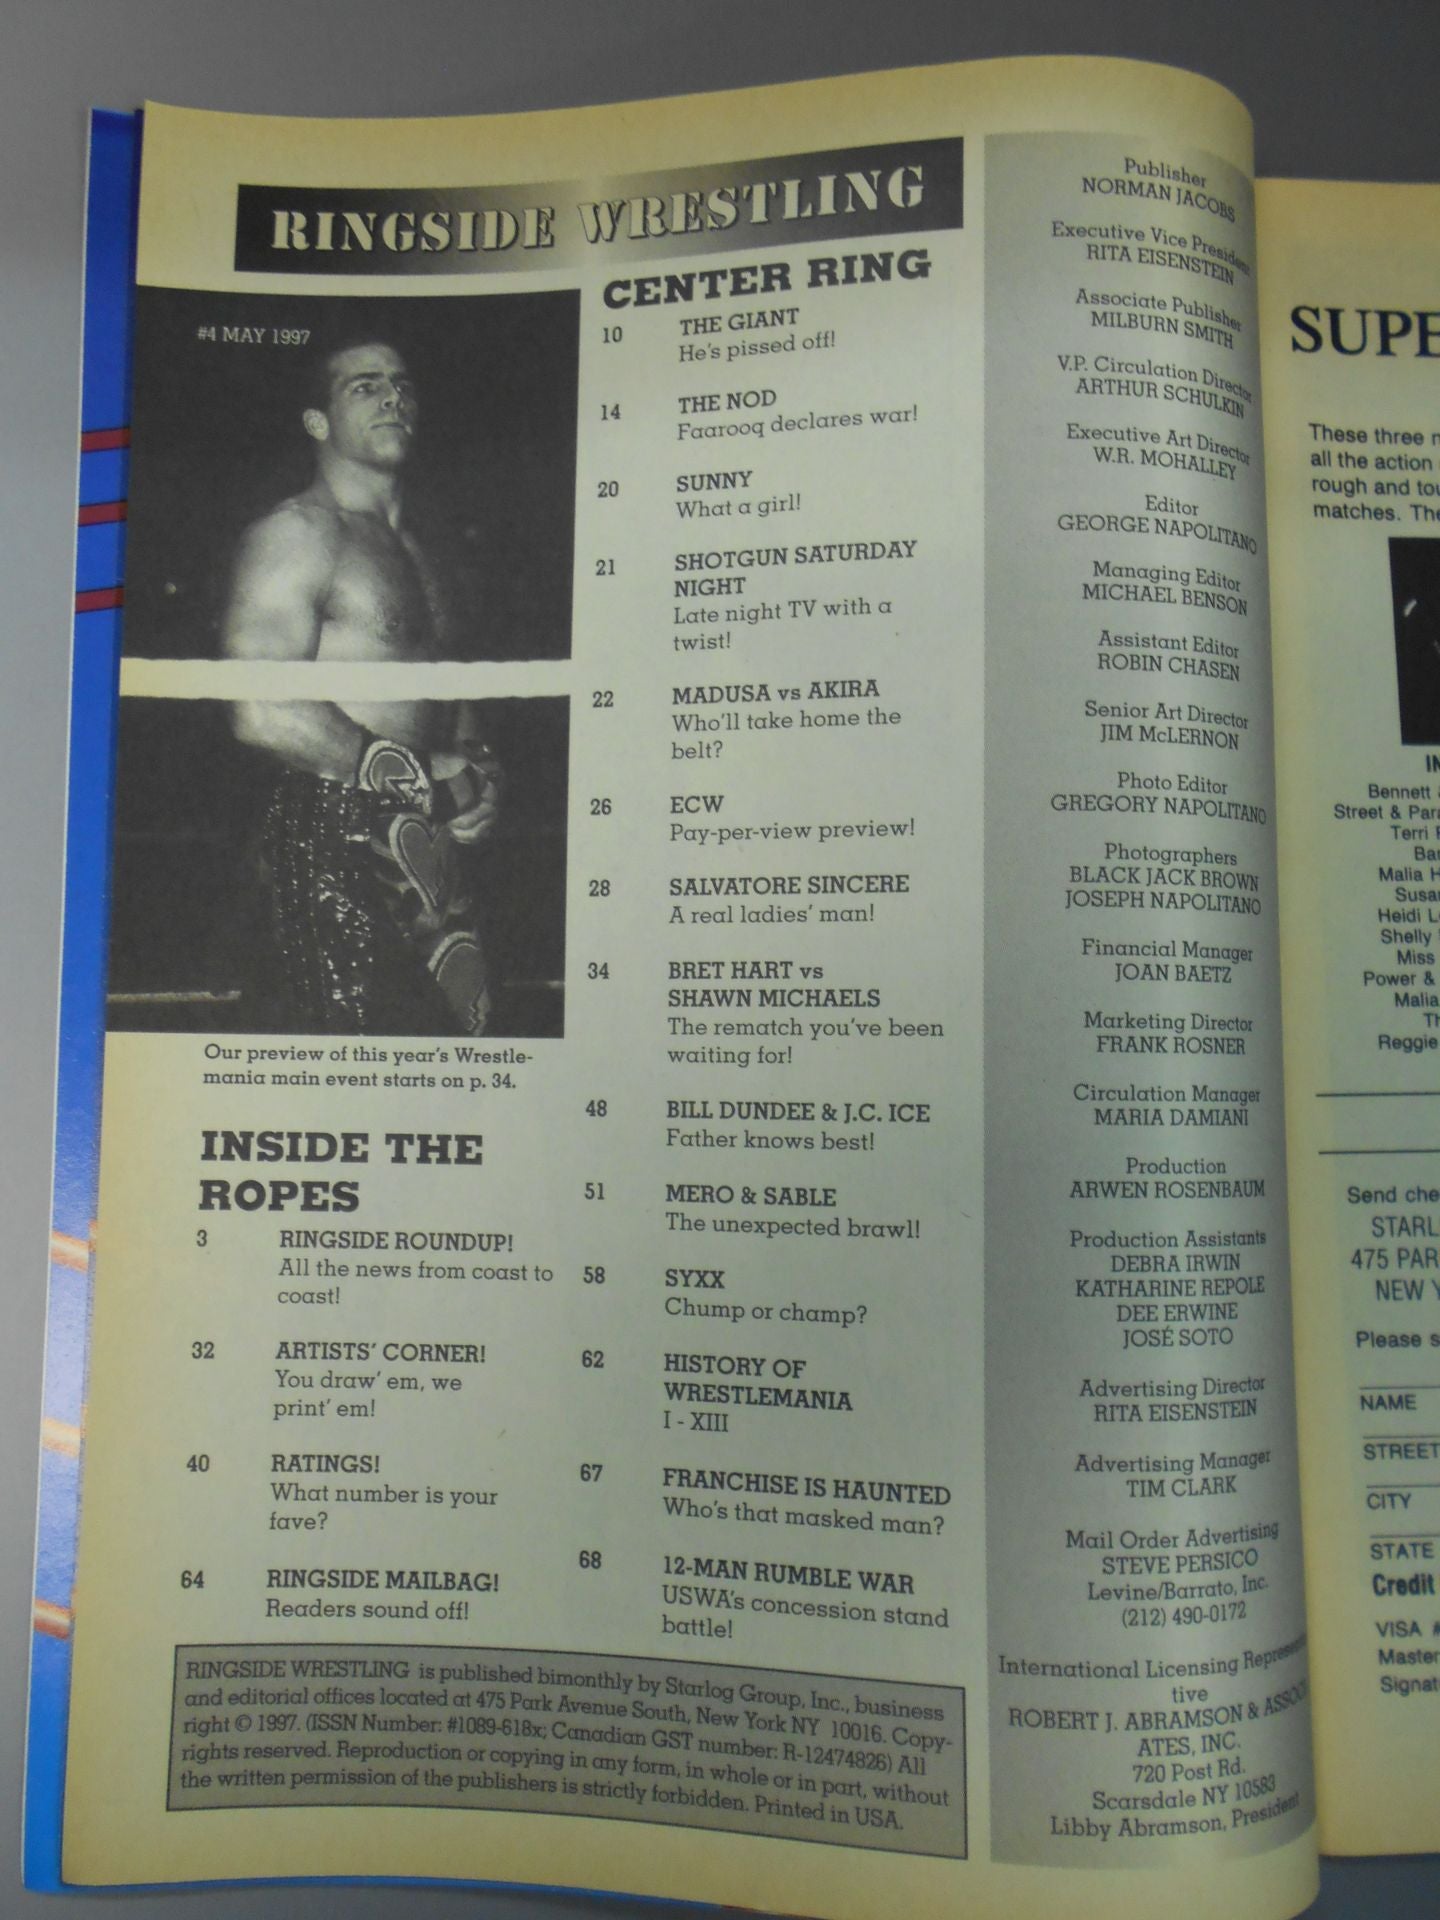 RINGSIDE WRESTLING
#4 MAY 1997
Our preview of this year's Wrestle-
mania main event starts on p. 34.
INSIDE THE
ROPES
3 RINGSIDE ROUNDUP!
All the news from coast to
coast!
32 ARTISTS' CORNER!
You draw' em, we
print' em!
40 RATINGS!
What number is your
fave?
64 RINGSIDE MAILBAG!
Readers sound off!
CENTER RING
10 THE GIANT
He's pissed off!
14 THE NOD
Faarooq declares war!
20 SUNNY
What a girl!
21 SHOTGUN SATURDAY
NIGHT
Late night TV with a
twist!
22 MADUSA vs AKIRA
Who'll take home the
belt?
26 ECW
Pay-per-view preview!
28 SALVATORE SINCERE
A real ladies' man!
34 BRET HART vs
SHAWN MICHAELS
The rematch you've been
waiting for!
48 BILL DUNDEE & J.C. ICE
Father knows best!
51 MERO & SABLE
The unexpected brawl!
58 SYXX
Chump or champ?
62 HISTORY OF
WRESTLEMANIA
I - XIII
67 FRANCHISE IS HAUNTED
Who's that masked man?
68 12-MAN RUMBLE WAR
USWA's concession stand
battle!
RINGSIDE WRESTLING is published bimonthly by Starlog Group, Inc., business
and editorial offices located at 475 Park Avenue South, New York NY 10016. Copy-
right © 1997. (ISSN Number: #1089-618x; Canadian GST number: R-12474826) All
rights reserved. Reproduction or copying in any form, in whole or in part, without
the written permission of the publishers is strictly forbidden. Printed in USA.
Publisher
NORMAN JACOBS
Executive Vice President
RITA EISENSTEIN
Associate Publisher
MILBURN SMITH
V.P. Circulation Director
ARTHUR SCHULKIN
Executive Art Director
W.R. MOHALLEY
Editor
GEORGE NAPOLITANO
Managing Editor
MICHAEL BENSON
Assistant Editor
ROBIN CHASEN
Senior Art Director
JIM McLERNON
Photo Editor
GREGORY NAPOLITANO
Photographers
BLACK JACK BROWN
JOSEPH NAPOLITANO
Financial Manager
JOAN BAETZ
Marketing Director
FRANK ROSNER
Circulation Manager
MARIA DAMIANI
Production
ARWEN ROSENBAUM
Production Assistants
DEBRA IRWIN
KATHARINE REPOLE
DEE ERWINE
JOSÉ SOTO
Advertising Director
RITA EISENSTEIN
Advertising Manager
TIM CLARK
Mail Order Advertising
STEVE PERSICO
Levine/Barrato, Inc.
(212) 490-0172
International Licensing Representa
tive
ROBERT J. ABRAMSON & ASSOCI
ATES, INC.
720 Post Rd.
Scarsdale NY 10583
Libby Abramson, President
SUPE
These three
all the action
rough and
matches. The
Bennett
Street & Para
Terri
Malia H
Susa
Heidi L
Shelly
Miss
Power &
Malia
Reggie
Send che
STARL
475 PAR
NEW Y
Please s
NAME
STREET
CITY
STATE
Credit
VISA #
Master
Signat